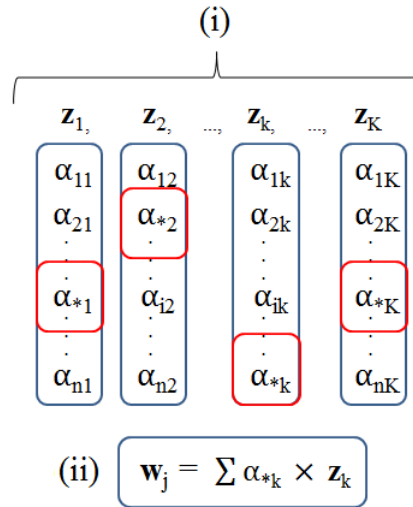 (i)
z₁, z₂, ..., zₖ, ..., z_K
α₁₁ α₁₂ α₁ₖ α₁K
α₂₁ α*₂ α₂ₖ α₂K
. . . .
. . . .
α*₁ αᵢ₂ αᵢₖ α*K
. . . .
. . . .
αₙ₁ αₙ₂ α*ₖ αₙK
(ii) wⱼ = ∑ α*ₖ × zₖ